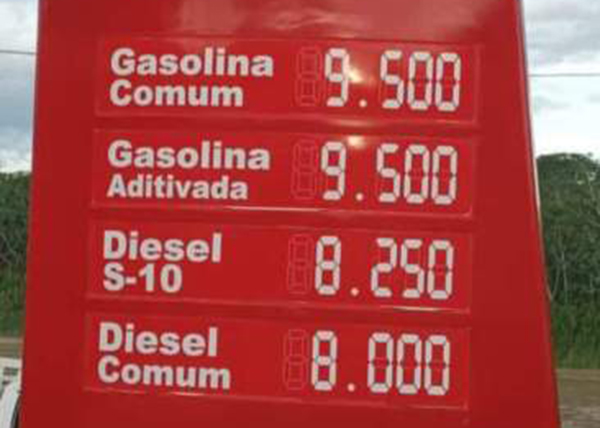 Gasolina
Comum 9.500
Gasolina
Aditivada 9.500
Diesel
S-10 8.250
Diesel
Comum 8.000